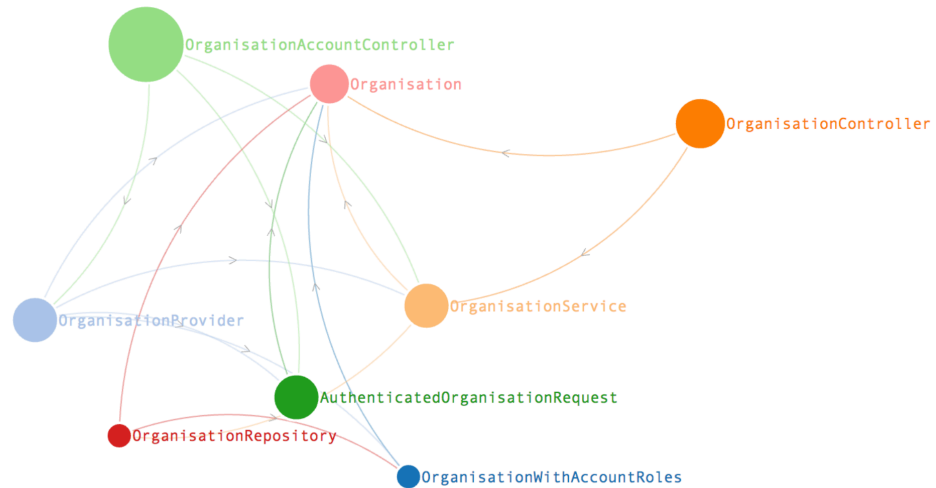 OrganisationAccountController
Organisation
OrganisationController
OrganisationService
OrganisationProvider
AuthenticatedOrganisationRequest
OrganisationRepository
OrganisationWithAccountRoles